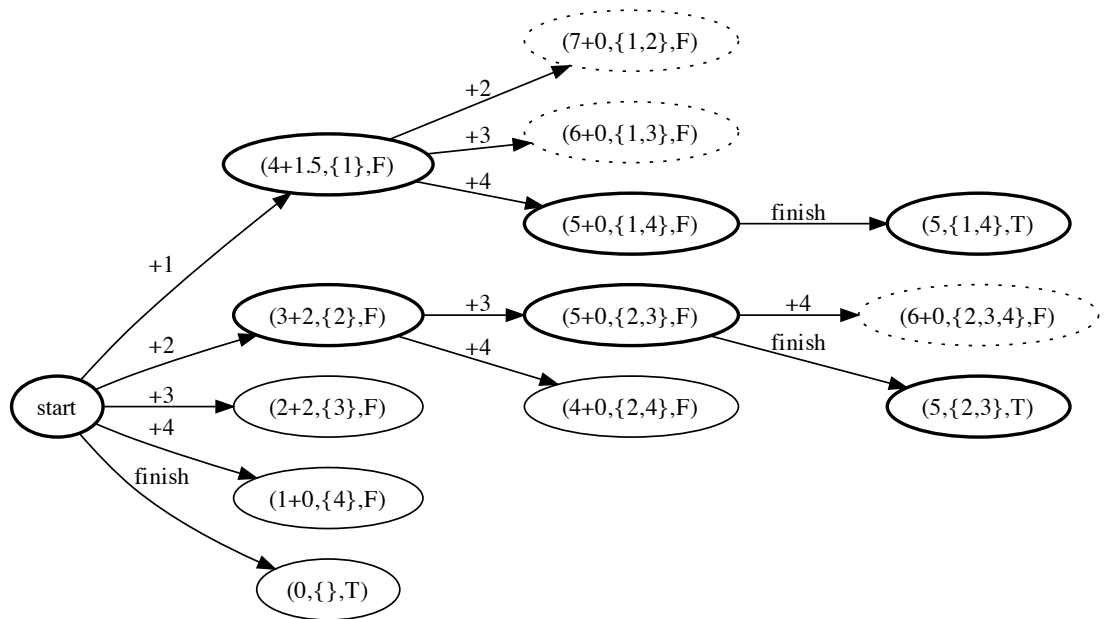 (7+0,{1,2},F)
+2
(6+0,{1,3},F)
+3
(4+1.5,{1},F)
+4
(5+0,{1,4},F)
finish
(5,{1,4},T)
+1
(3+2,{2},F)
+3
(5+0,{2,3},F)
+4
(6+0,{2,3,4},F)
+2
+4
finish
start
+3
(2+2,{3},F)
(4+0,{2,4},F)
(5,{2,3},T)
+4
finish
(1+0,{4},F)
(0,{},T)